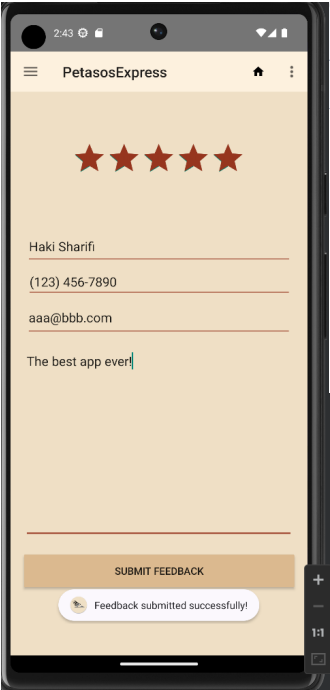 2:43
PetasosExpress
Haki Sharifi
(123) 456-7890
aaa@bbb.com
The best app ever!
SUBMIT FEEDBACK
Feedback submitted successfully!
1:1